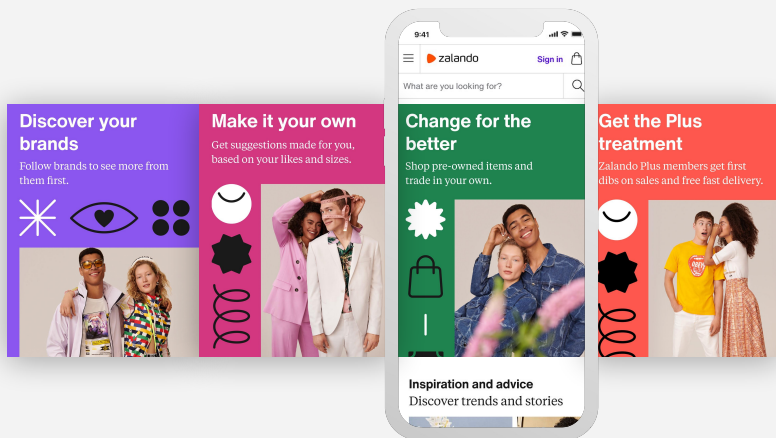 Discover your
brands
Follow brands to see more from
them first.
Make it your own
Get suggestions made for you,
based on your likes and sizes.
9:41
zalando
Sign in
What are you looking for?
Change for the
better
Shop pre-owned items and
trade in your own.
Inspiration and advice
Discover trends and stories
Get the Plus
treatment
Zalando Plus members get first
dibs on sales and free fast delivery.